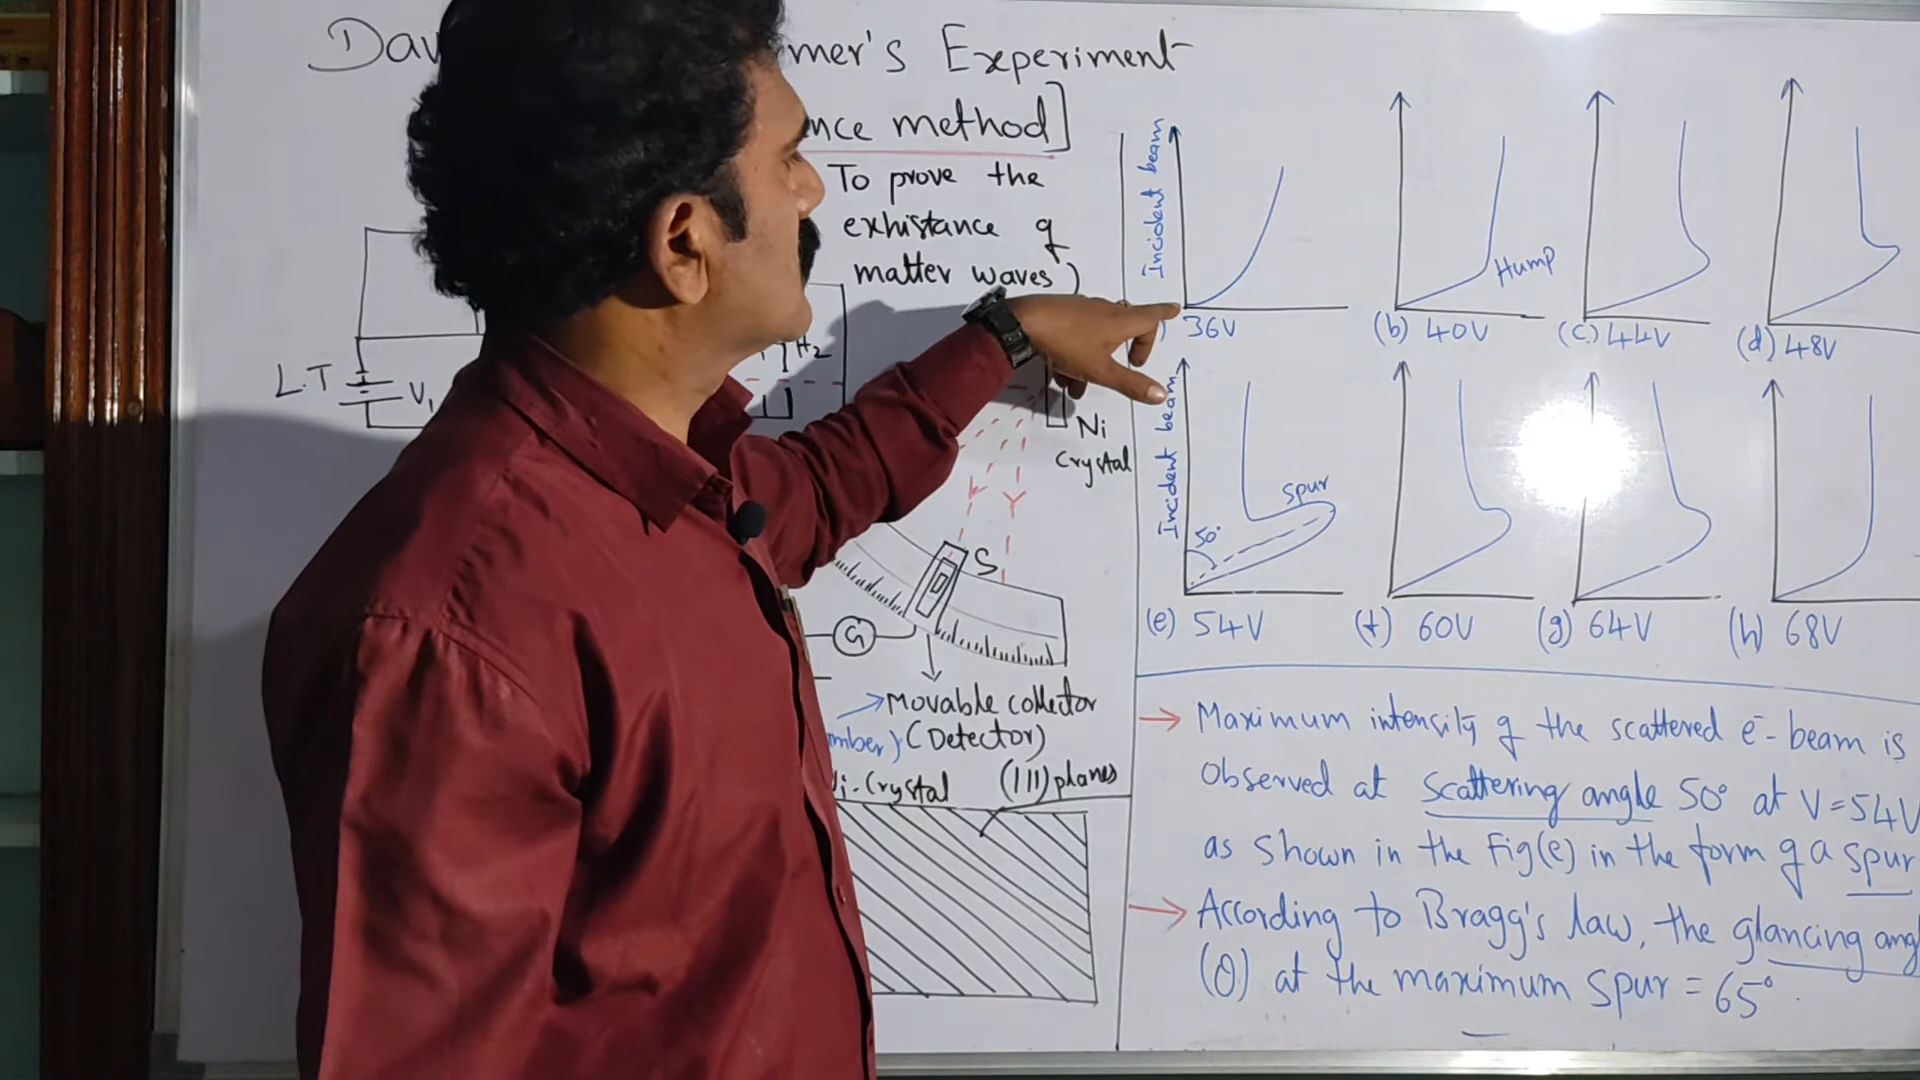 mer's Experiment
method]
To prove the
exhistance of
matter waves)
H2
L.T
V1
Ni
Crystal
S
G
Movable collector
(Detector)
Crystal
(111) planes
Incident beam
36V
Hump
(b) 40V
(c) 44V
(d) 48V
Incident beam
50°
spur
(e) 54V
(f) 60V
(g) 64V
(h) 68V
→ Maximum intensity of the scattered e- beam is
observed at scattering angle 50° at V=54V
as shown in the Fig(e) in the form of a spur
→ According to Bragg's law, the glancing ang
(θ) at the maximum spur = 65°.